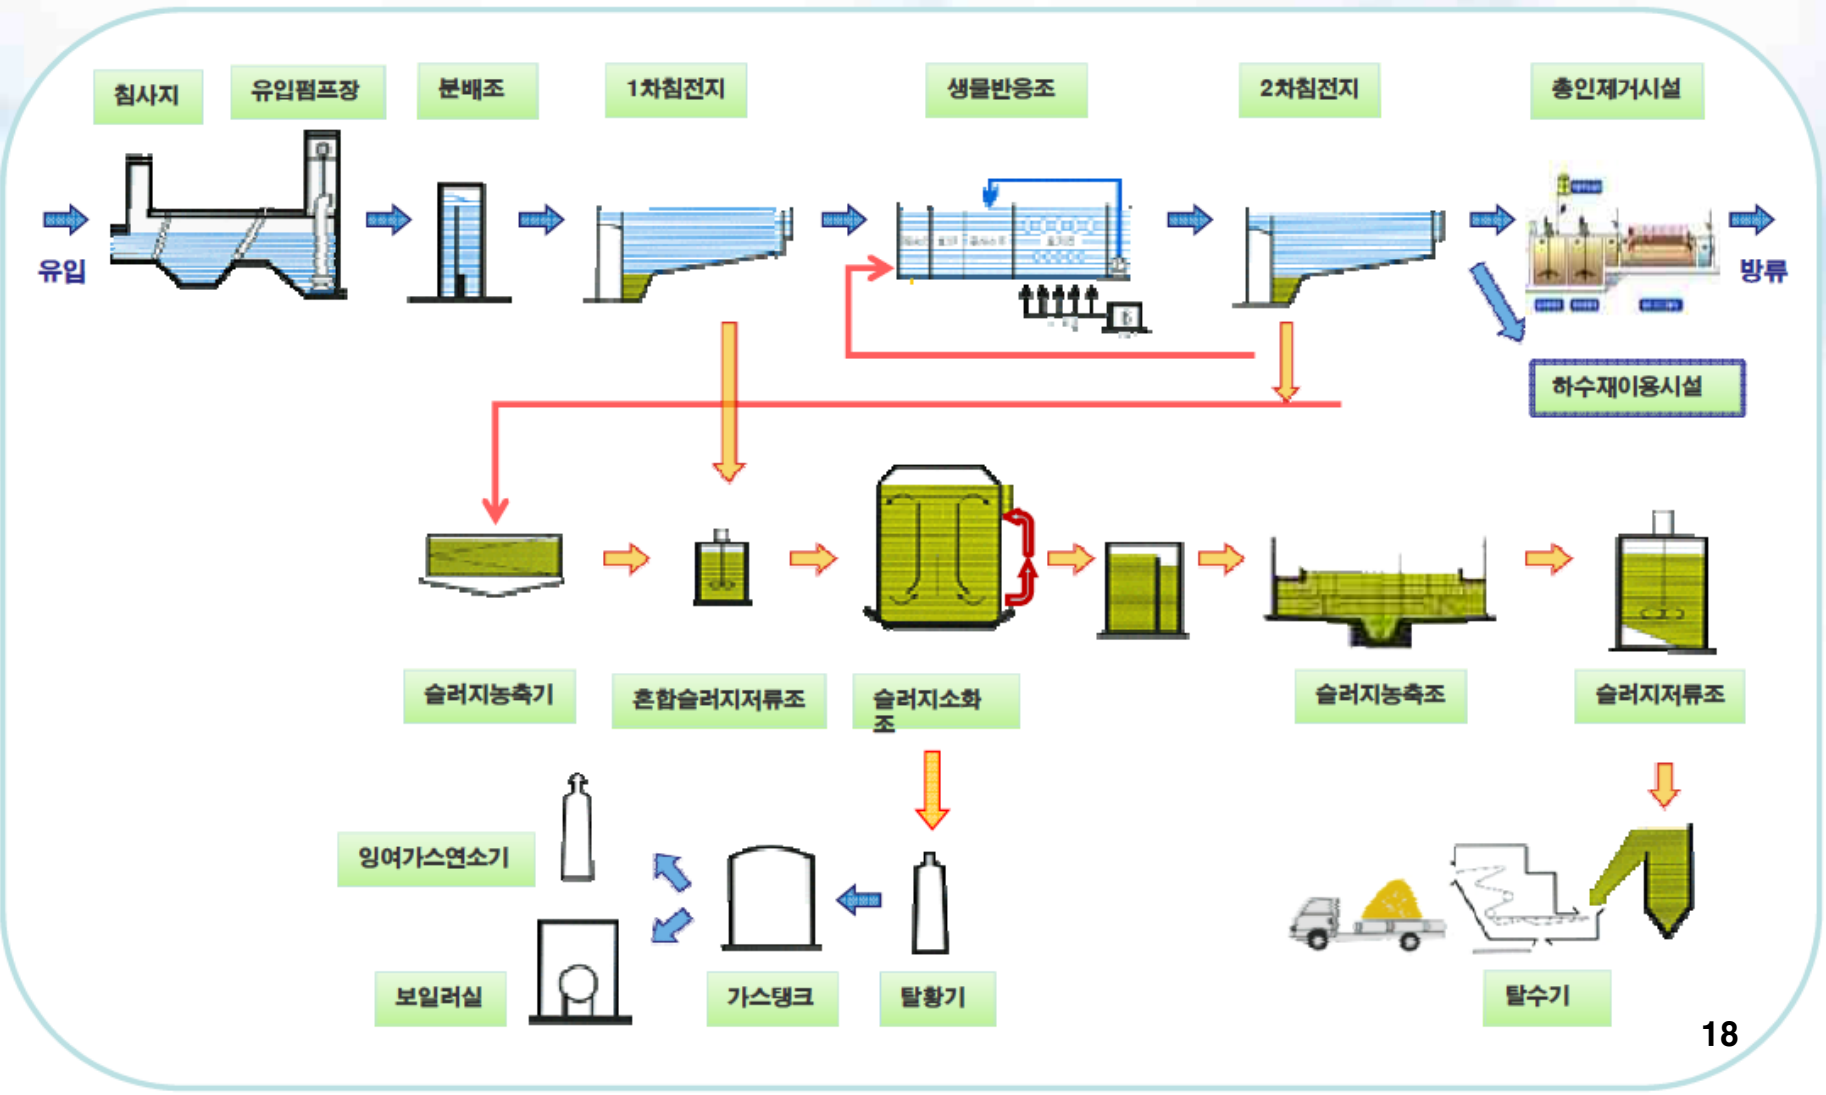 침사지
유입펌프장
분배조
1차침전지
생물반응조
2차침전지
총인제거시설
유입
방류
하수재이용시설
슬러지농축기
혼합슬러지저류조
슬러지소화
조
슬러지농축조
슬러지저류조
잉여가스연소기
보일러실
가스탱크
탈황기
탈수기
18